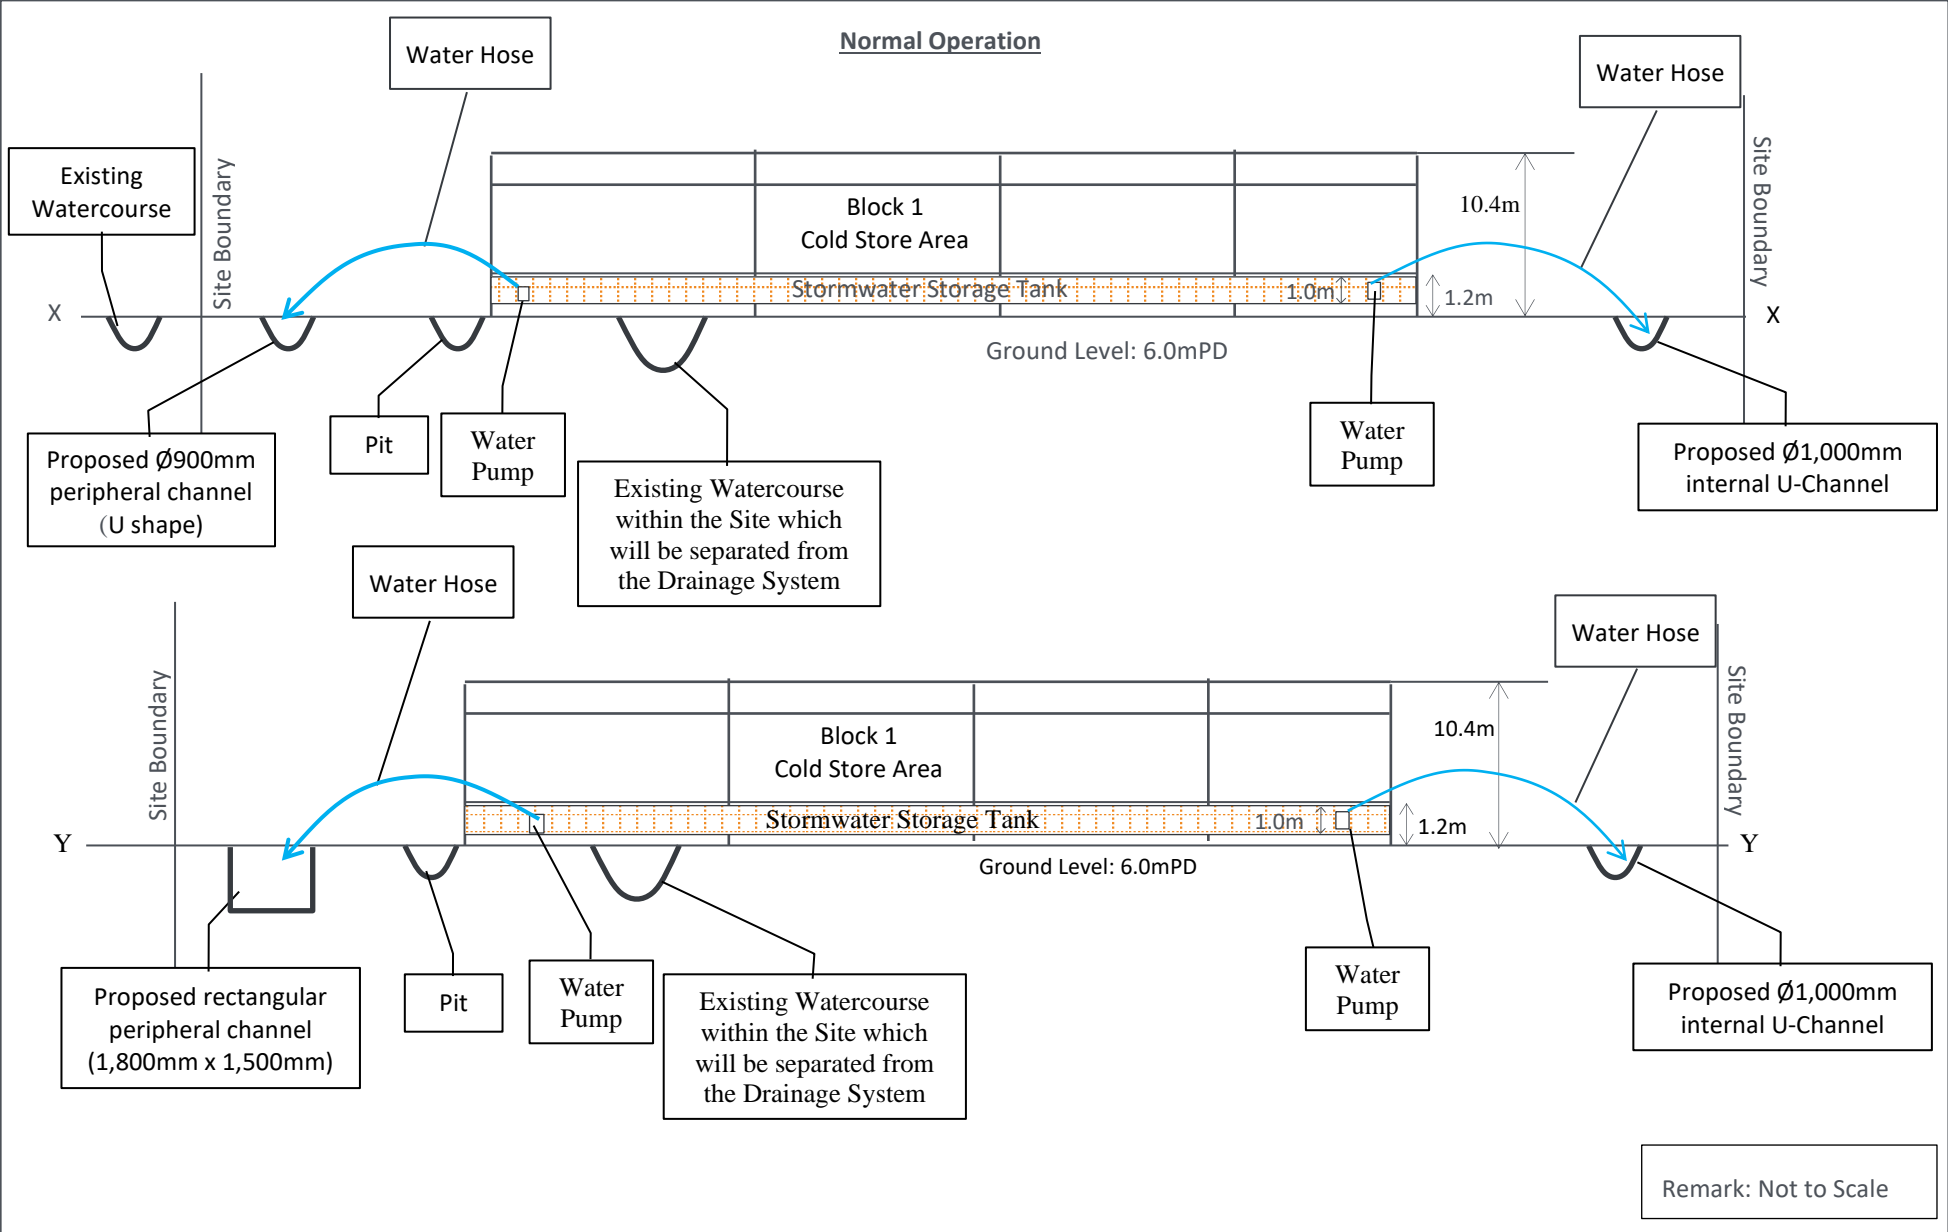 Normal Operation
Water Hose
Water Hose
Existing
Watercourse
Site Boundary
Site Boundary
Block 1
Cold Store Area
10.4m
Stormwater Storage Tank
1.0m
1.2m
X
X
Ground Level: 6.0mPD
Proposed Ø900mm
peripheral channel
(U shape)
Pit
Water
Pump
Existing Watercourse
within the Site which
will be separated from
the Drainage System
Water
Pump
Proposed Ø1,000mm
internal U-Channel
Water Hose
Water Hose
Site Boundary
Site Boundary
Block 1
Cold Store Area
10.4m
Stormwater Storage Tank
1.0m
1.2m
Y
Y
Ground Level: 6.0mPD
Proposed rectangular
peripheral channel
(1,800mm x 1,500mm)
Pit
Water
Pump
Existing Watercourse
within the Site which
will be separated from
the Drainage System
Water
Pump
Proposed Ø1,000mm
internal U-Channel
Remark: Not to Scale